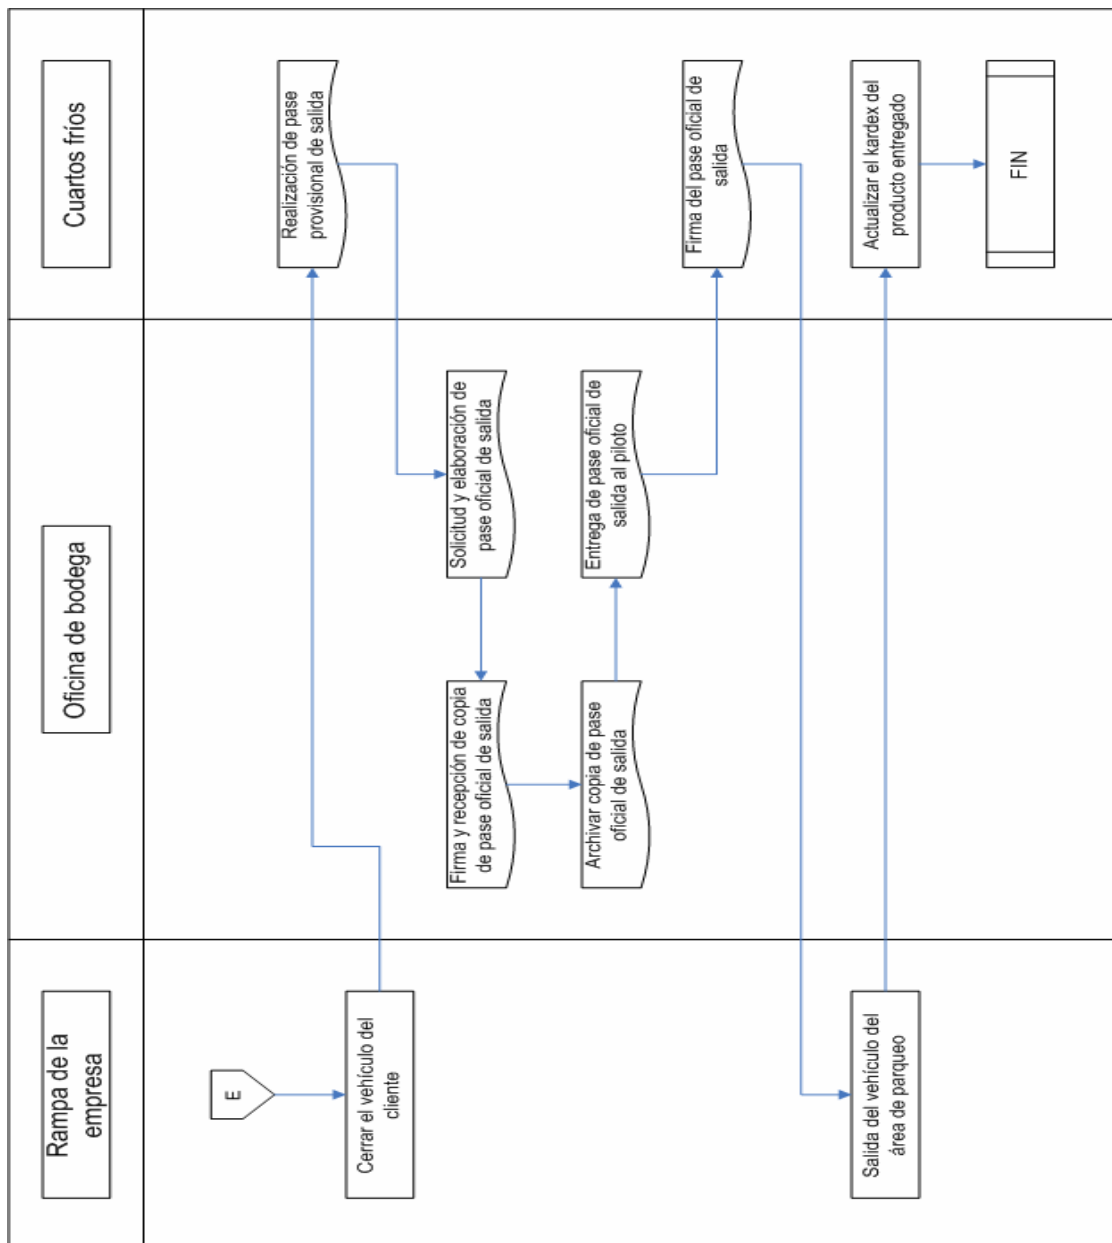 Rampa de la
empresa
Oficina de bodega
Cuartos fríos
E
Cerrar el vehículo del
cliente
Realización de pase
provisional de salida
Solicitud y elaboración de
pase oficial de salida
Firma y recepción de copia
de pase oficial de salida
Archivar copia de pase
oficial de salida
Entrega de pase oficial de
salida al piloto
Firma del pase oficial de
salida
Salida del vehículo del
área de parqueo
Actualizar el kardex del
producto entregado
FIN